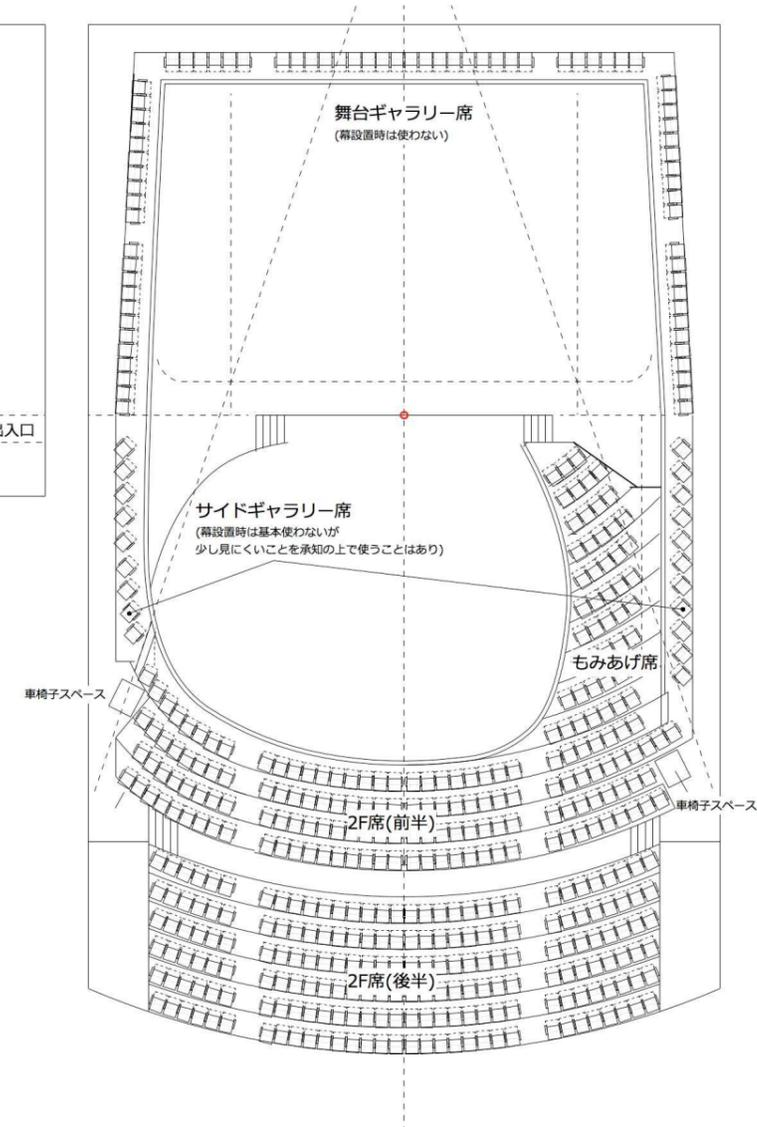 舞台ギャラリー席
(幕設置時は使わない)
出入口
サイドギャラリー席
(幕設置時は基本使わないが
少し見にくいことを承知の上で使うことはあり)
もみあげ席
車椅子スペース
車椅子スペース
2F席(前半)
2F席(後半)